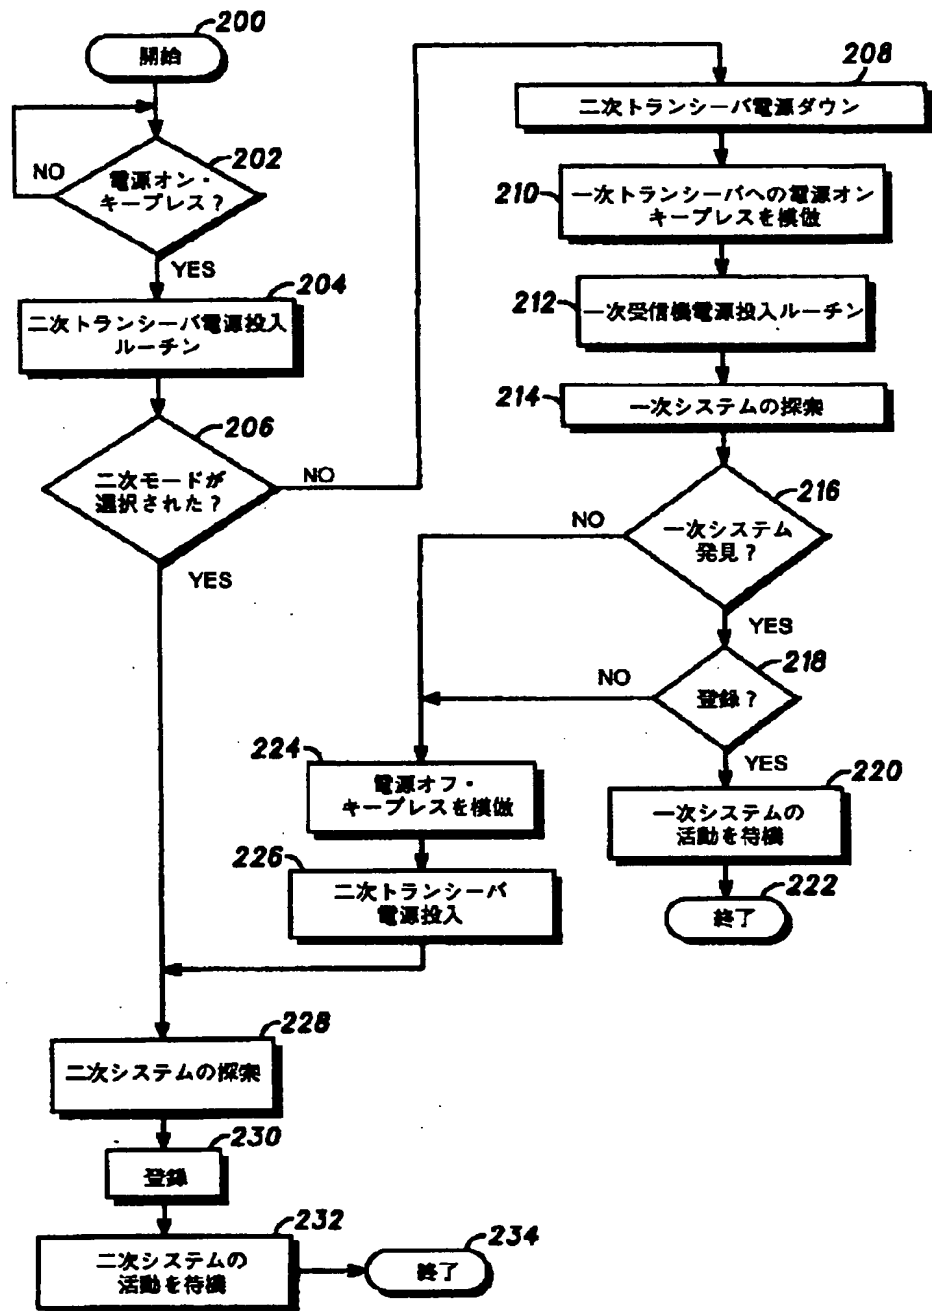 200
開始
202
電源オン・
キープレス？
NO
YES
204
二次トランシーバ電源投入
ルーチン
206
二次モードが
選択された？
NO
YES
208
二次トランシーバ電源ダウン
210
一次トランシーバへの電源オン
キープレスを模倣
212
一次受信機電源投入ルーチン
214
一次システムの探索
216
一次システム
発見？
NO
YES
218
登録？
NO
YES
220
一次システムの
活動を待機
222
終了
224
電源オフ・
キープレスを模倣
226
二次トランシーバ
電源投入
228
二次システムの探索
230
登録
232
二次システムの
活動を待機
234
終了